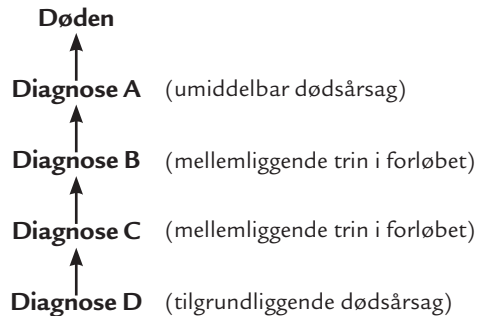 Døden
Diagnose A (umiddelbar dødsårsag)
Diagnose B (mellemliggende trin i forløbet)
Diagnose C (mellemliggende trin i forløbet)
Diagnose D (tilgrundliggende dødsårsag)